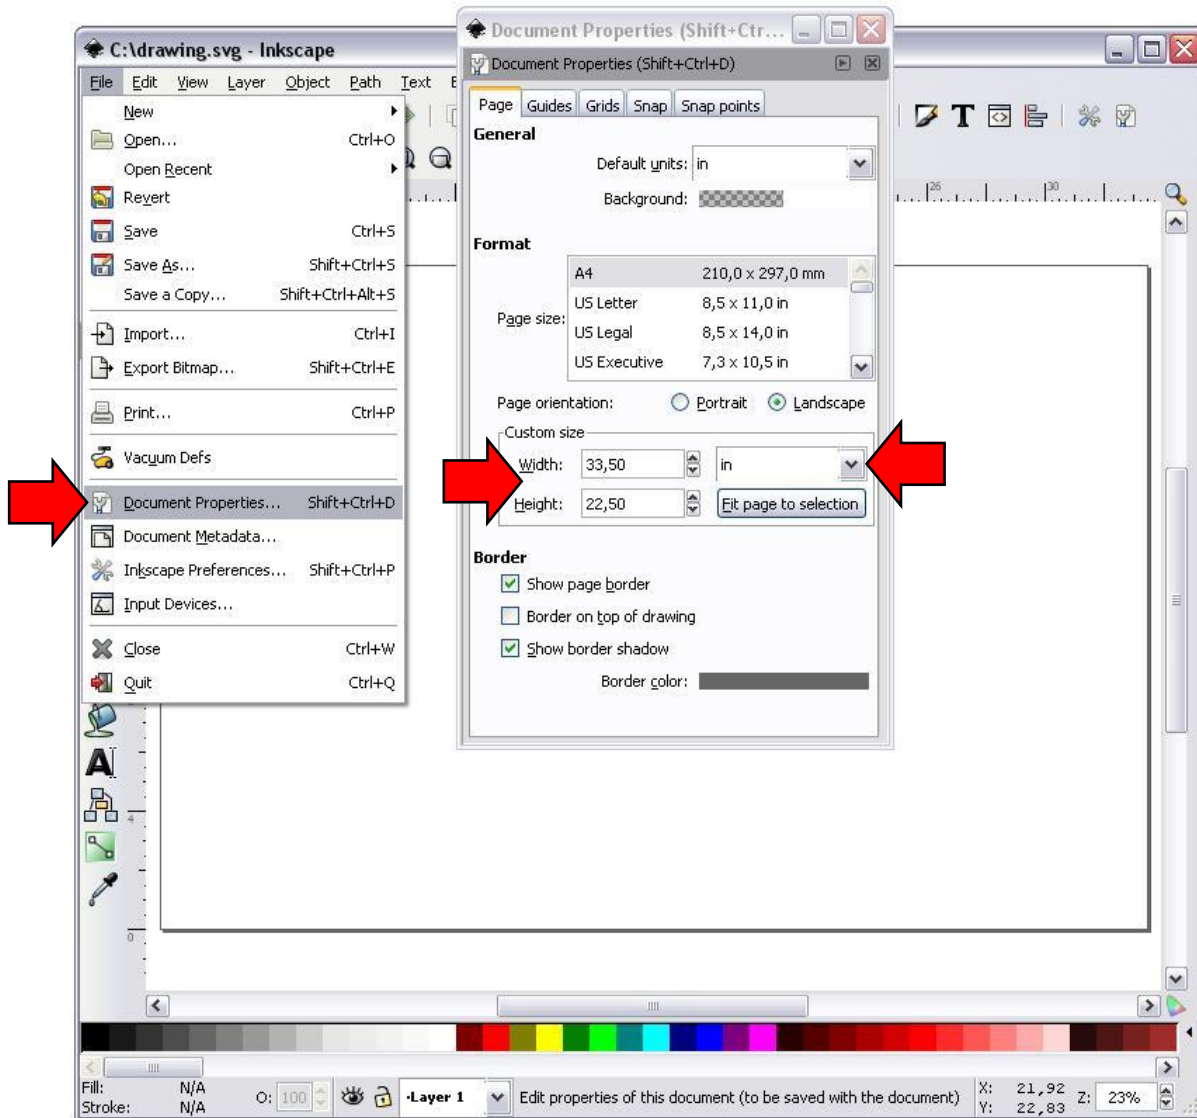 Document Properties (Shift+Ctr...
C:\drawing.svg - Inkscape
Document Properties (Shift+Ctrl+D)
File Edit View Layer Object Path Text
New
Open... Ctrl+O
Open Recent
Revert
Save Ctrl+S
Save As... Shift+Ctrl+S
Save a Copy... Shift+Ctrl+Alt+S
Import... Ctrl+I
Export Bitmap... Shift+Ctrl+E
Print... Ctrl+P
Vacuum Defs
Document Properties... Shift+Ctrl+D
Document Metadata...
Inkscape Preferences... Shift+Ctrl+P
Input Devices...
Close Ctrl+W
Quit Ctrl+Q
Page Guides Grids Snap Snap points
General
Default units: in
Background:
Format
A4 210,0 x 297,0 mm
US Letter 8,5 x 11,0 in
Page size:
US Legal 8,5 x 14,0 in
US Executive 7,3 x 10,5 in
Page orientation: Portrait Landscape
Custom size
Width: 33,50 in
Height: 22,50 Fit page to selection
Border
Show page border
Border on top of drawing
Show border shadow
Border color:
26 30
4
0
Fill: N/A
Stroke: N/A
O: 100
Layer 1
Edit properties of this document (to be saved with the document)
X: 21,92
Y: 22,83
Z: 23%